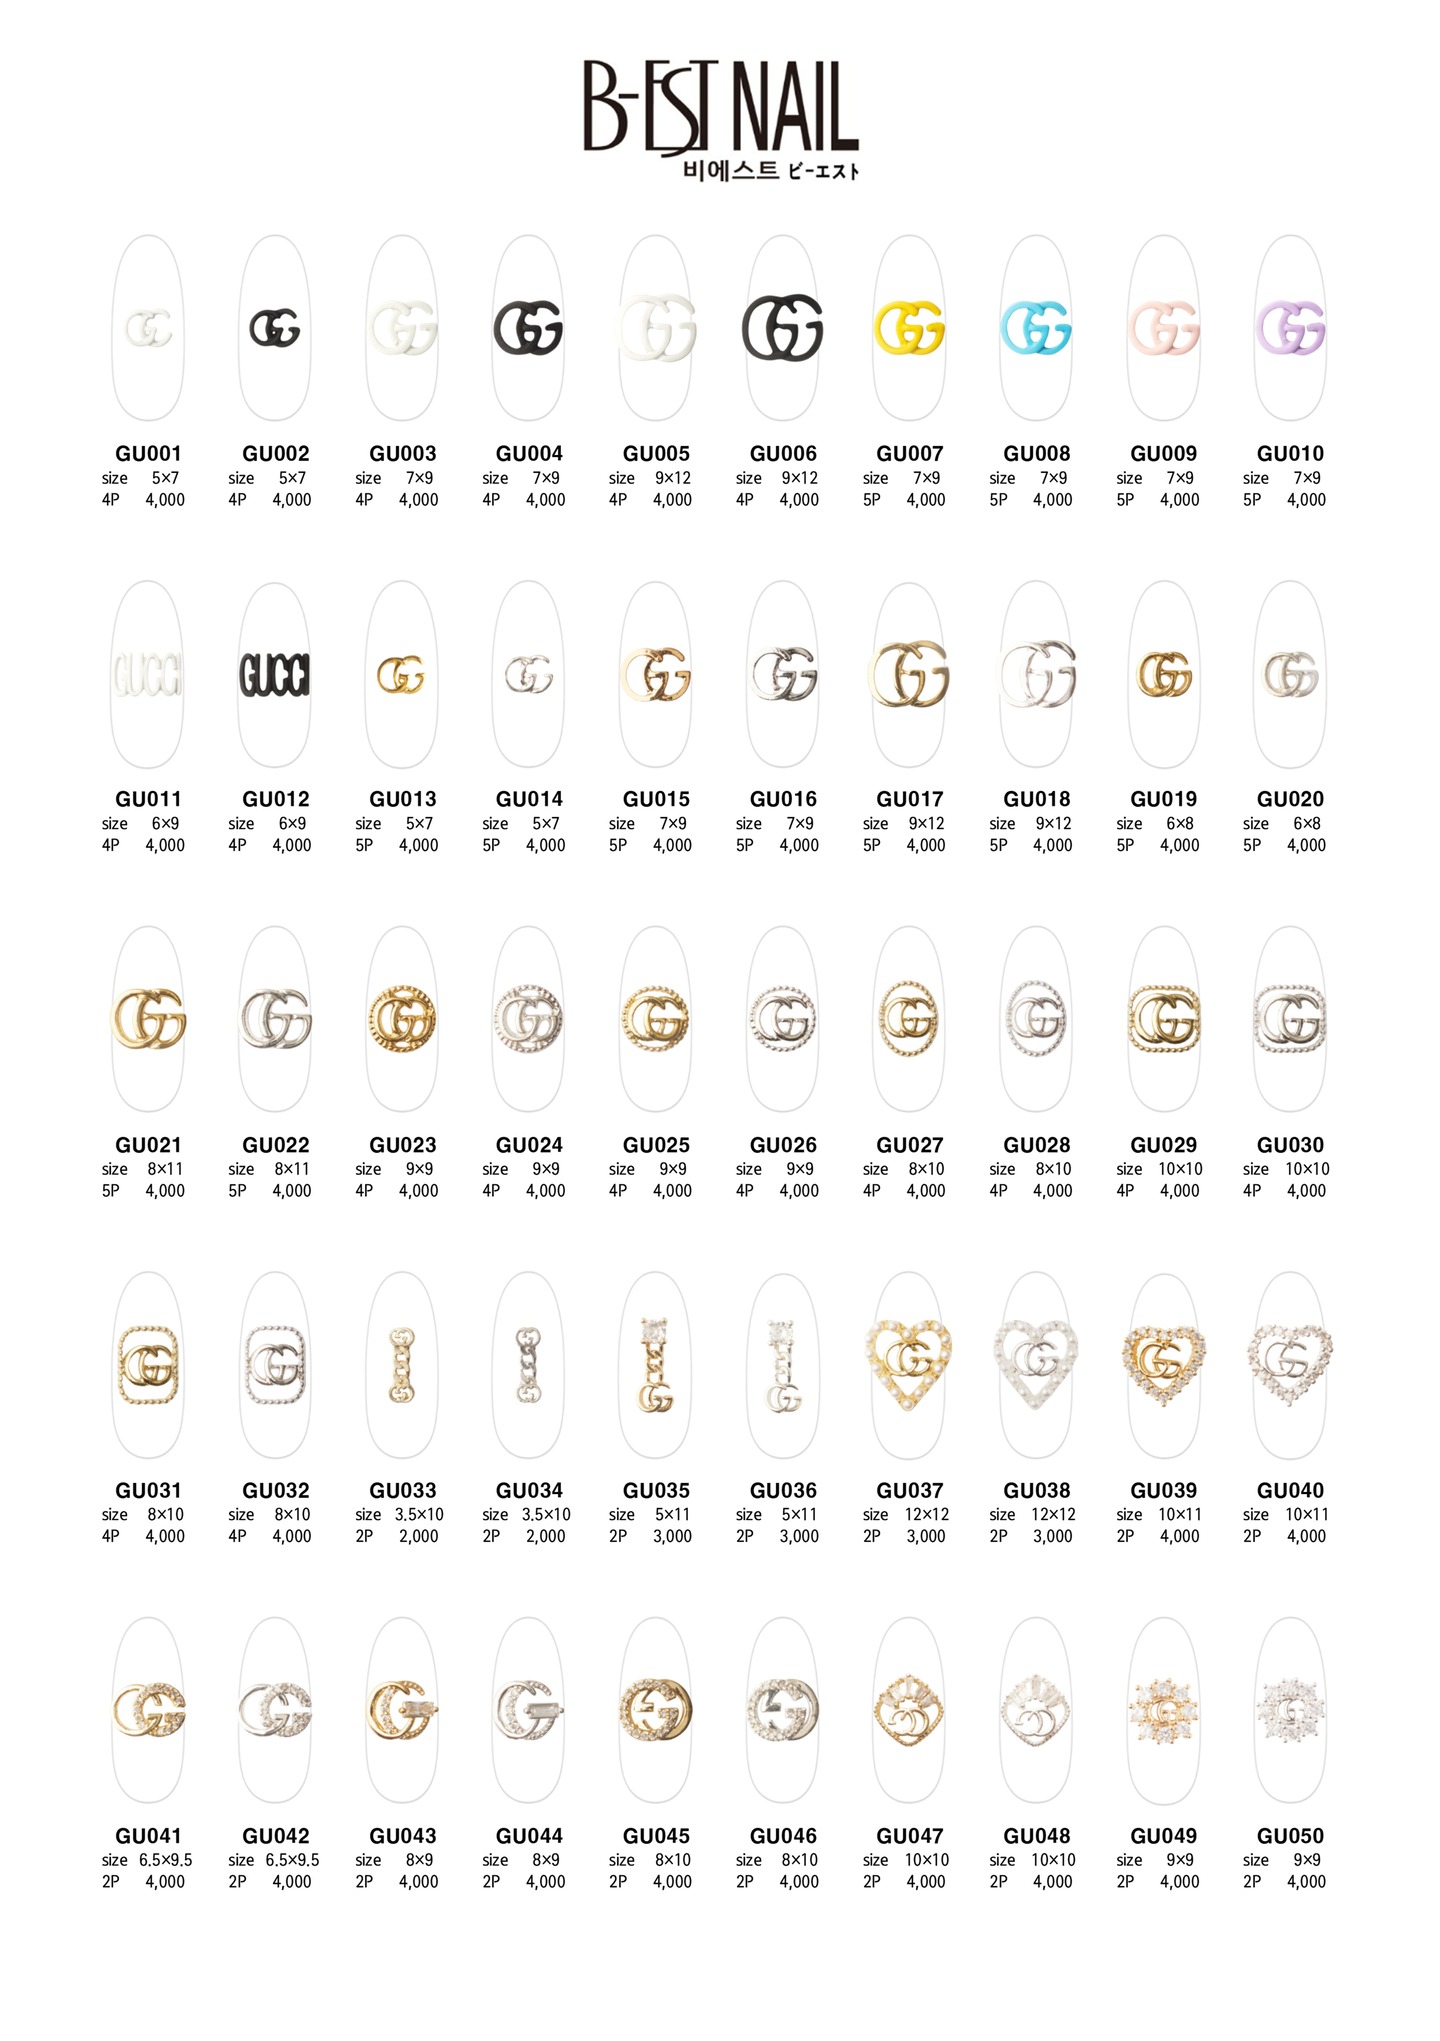 B-EST NAIL
비에스트 ビーエスト
GU001 GU002 GU003 GU004 GU005 GU006 GU007 GU008 GU009 GU010
size 5×7 size 5×7 size 7×9 size 7×9 size 9×12 size 9×12 size 7×9 size 7×9 size 7×9 size 7×9
4P 4,000 4P 4,000 4P 4,000 4P 4,000 4P 4,000 4P 4,000 5P 4,000 5P 4,000 5P 4,000 5P 4,000
GUCCI GUCCI
GU011 GU012 GU013 GU014 GU015 GU016 GU017 GU018 GU019 GU020
size 6×9 size 6×9 size 5×7 size 5×7 size 7×9 size 7×9 size 9×12 size 9×12 size 6×8 size 6×8
4P 4,000 4P 4,000 5P 4,000 5P 4,000 5P 4,000 5P 4,000 5P 4,000 5P 4,000 5P 4,000 5P 4,000
GU021 GU022 GU023 GU024 GU025 GU026 GU027 GU028 GU029 GU030
size 8×11 size 8×11 size 9×9 size 9×9 size 9×9 size 9×9 size 8×10 size 8×10 size 10×10 size 10×10
5P 4,000 5P 4,000 4P 4,000 4P 4,000 4P 4,000 4P 4,000 4P 4,000 4P 4,000 4P 4,000 4P 4,000
GU031 GU032 GU033 GU034 GU035 GU036 GU037 GU038 GU039 GU040
size 8×10 size 8×10 size 3.5×10 size 3.5×10 size 5×11 size 5×11 size 12×12 size 12×12 size 10×11 size 10×11
4P 4,000 4P 4,000 2P 2,000 2P 2,000 2P 3,000 2P 3,000 2P 3,000 2P 3,000 2P 4,000 2P 4,000
GU041 GU042 GU043 GU044 GU045 GU046 GU047 GU048 GU049 GU050
size 6.5×9.5 size 6.5×9.5 size 8×9 size 8×9 size 8×10 size 8×10 size 10×10 size 10×10 size 9×9 size 9×9
2P 4,000 2P 4,000 2P 4,000 2P 4,000 2P 4,000 2P 4,000 2P 4,000 2P 4,000 2P 4,000 2P 4,000